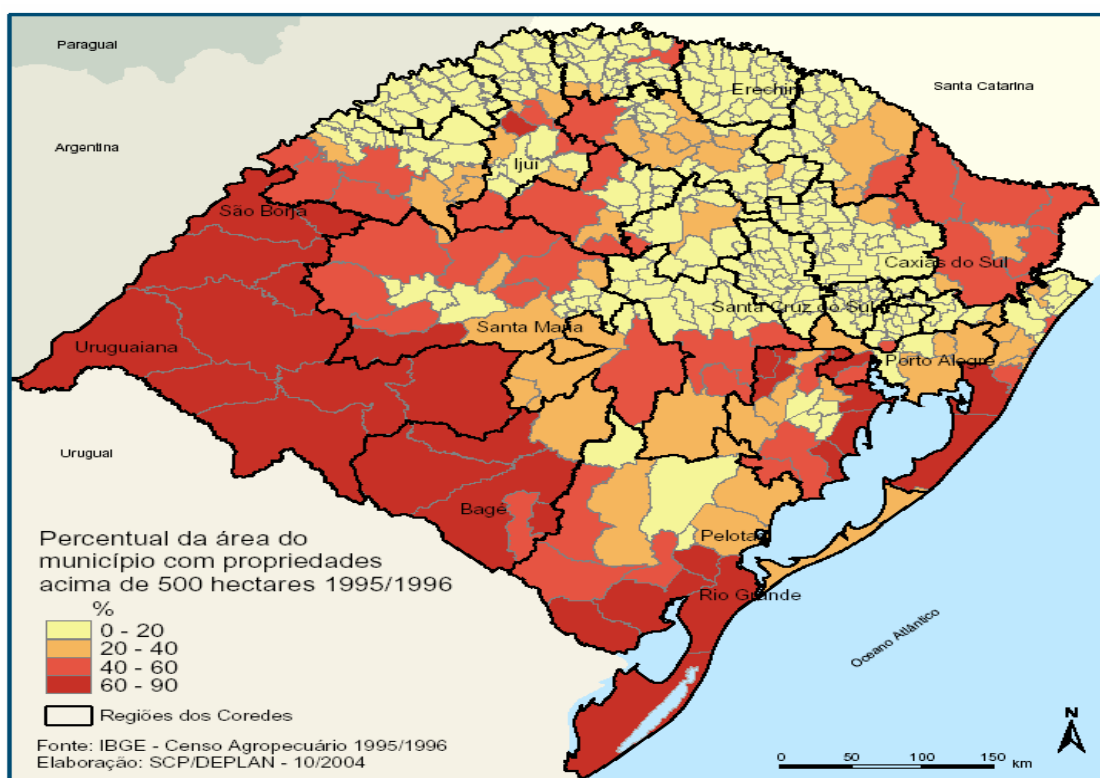 Paraguai
Santa Catarina
Erechim
Argentina
Ijuí
São Borja
Caxias do Sul
Santa Cruz do Sul
Santa Maria
Uruguaiana
Porto Alegre
Uruguai
Bagé
Pelotas
Rio Grande
Oceano Atlântico
Percentual da área do
município com propriedades
acima de 500 hectares 1995/1996
%
0 - 20
20 - 40
40 - 60
60 - 90
Regiões dos Coredes
Fonte: IBGE - Censo Agropecuário 1995/1996
Elaboração: SCP/DEPLAN - 10/2004
N
0 50 100 150
km